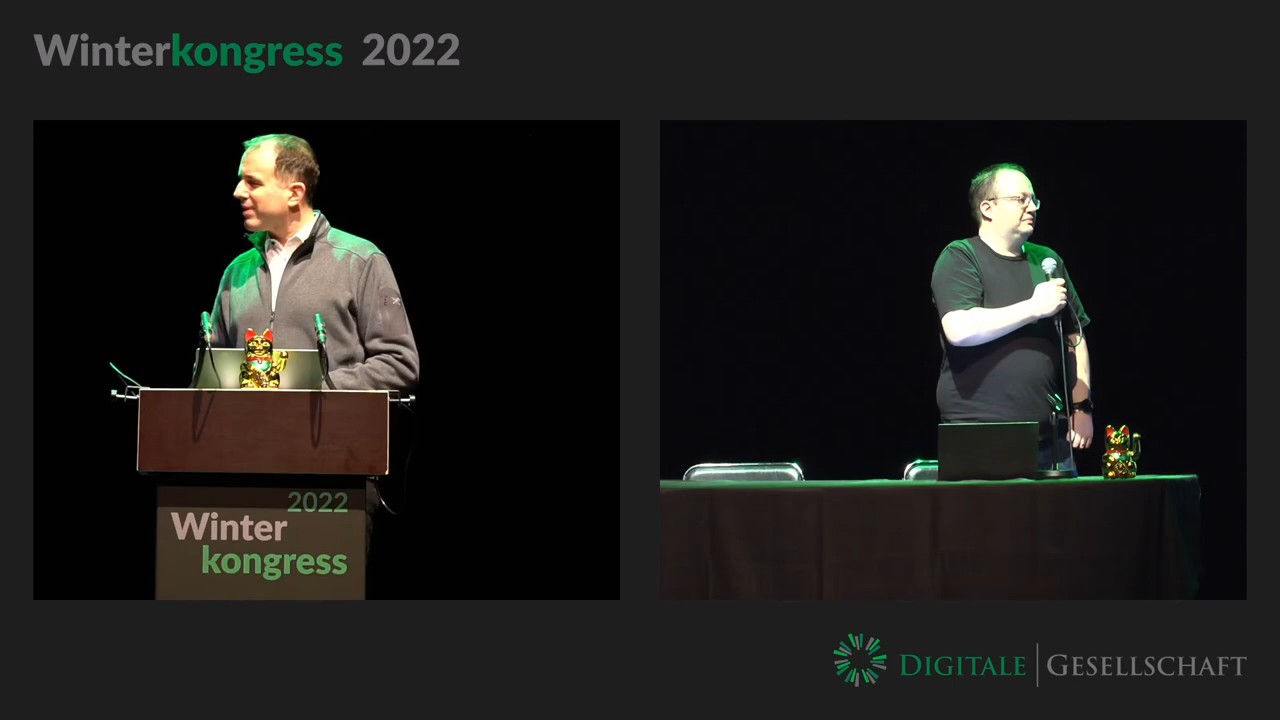 Winterkongress 2022
2022
Winter
kongress
DIGITALE | GESELLSCHAFT